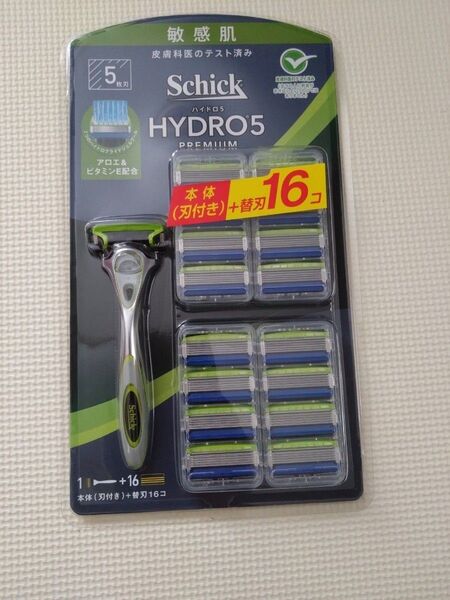 敏感肌
皮膚科医のテスト済み
5枚刃
Schick
ハイドロ5
HYDRO®5
PREMIUM
アロエ&
ビタミンE配合
本体
(刃付き)+替刃16コ
Schick
1 +16
本体(刃付き)+替刃16コ